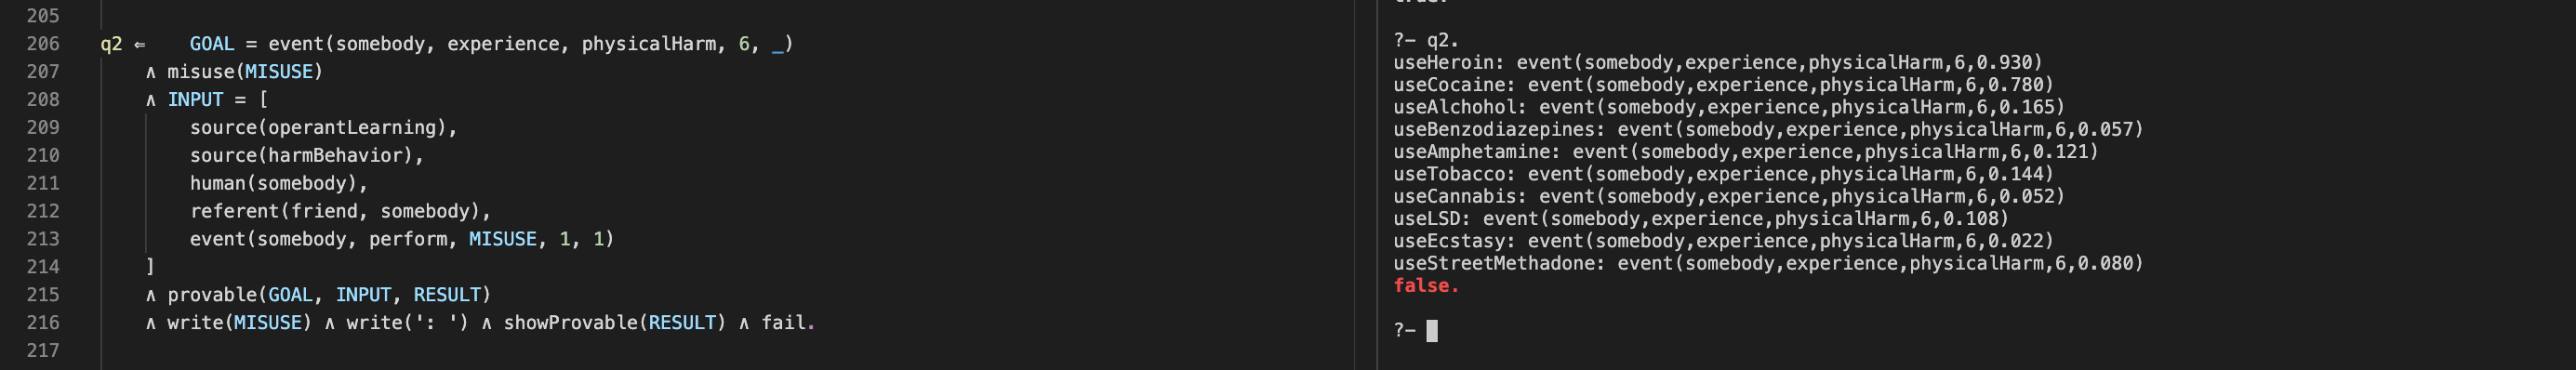 205
206 q2 ⇐ GOAL = event(somebody, experience, physicalHarm, 6, _)
207 ∧ misuse(MISUSE)
208 ∧ INPUT = [
209 source(operantLearning),
210 source(harmBehavior),
211 human(somebody),
212 referent(friend, somebody),
213 event(somebody, perform, MISUSE, 1, 1)
214 ]
215 ∧ provable(GOAL, INPUT, RESULT)
216 ∧ write(MISUSE) ∧ write(': ') ∧ showProvable(RESULT) ∧ fail.
217
?- q2.
useHeroin: event(somebody,experience,physicalHarm,6,0.930)
useCocaine: event(somebody,experience,physicalHarm,6,0.780)
useAlchohol: event(somebody,experience,physicalHarm,6,0.165)
useBenzodiazepines: event(somebody,experience,physicalHarm,6,0.057)
useAmphetamine: event(somebody,experience,physicalHarm,6,0.121)
useTobacco: event(somebody,experience,physicalHarm,6,0.144)
useCannabis: event(somebody,experience,physicalHarm,6,0.052)
useLSD: event(somebody,experience,physicalHarm,6,0.108)
useEcstasy: event(somebody,experience,physicalHarm,6,0.022)
useStreetMethadone: event(somebody,experience,physicalHarm,6,0.080)
false.
?-